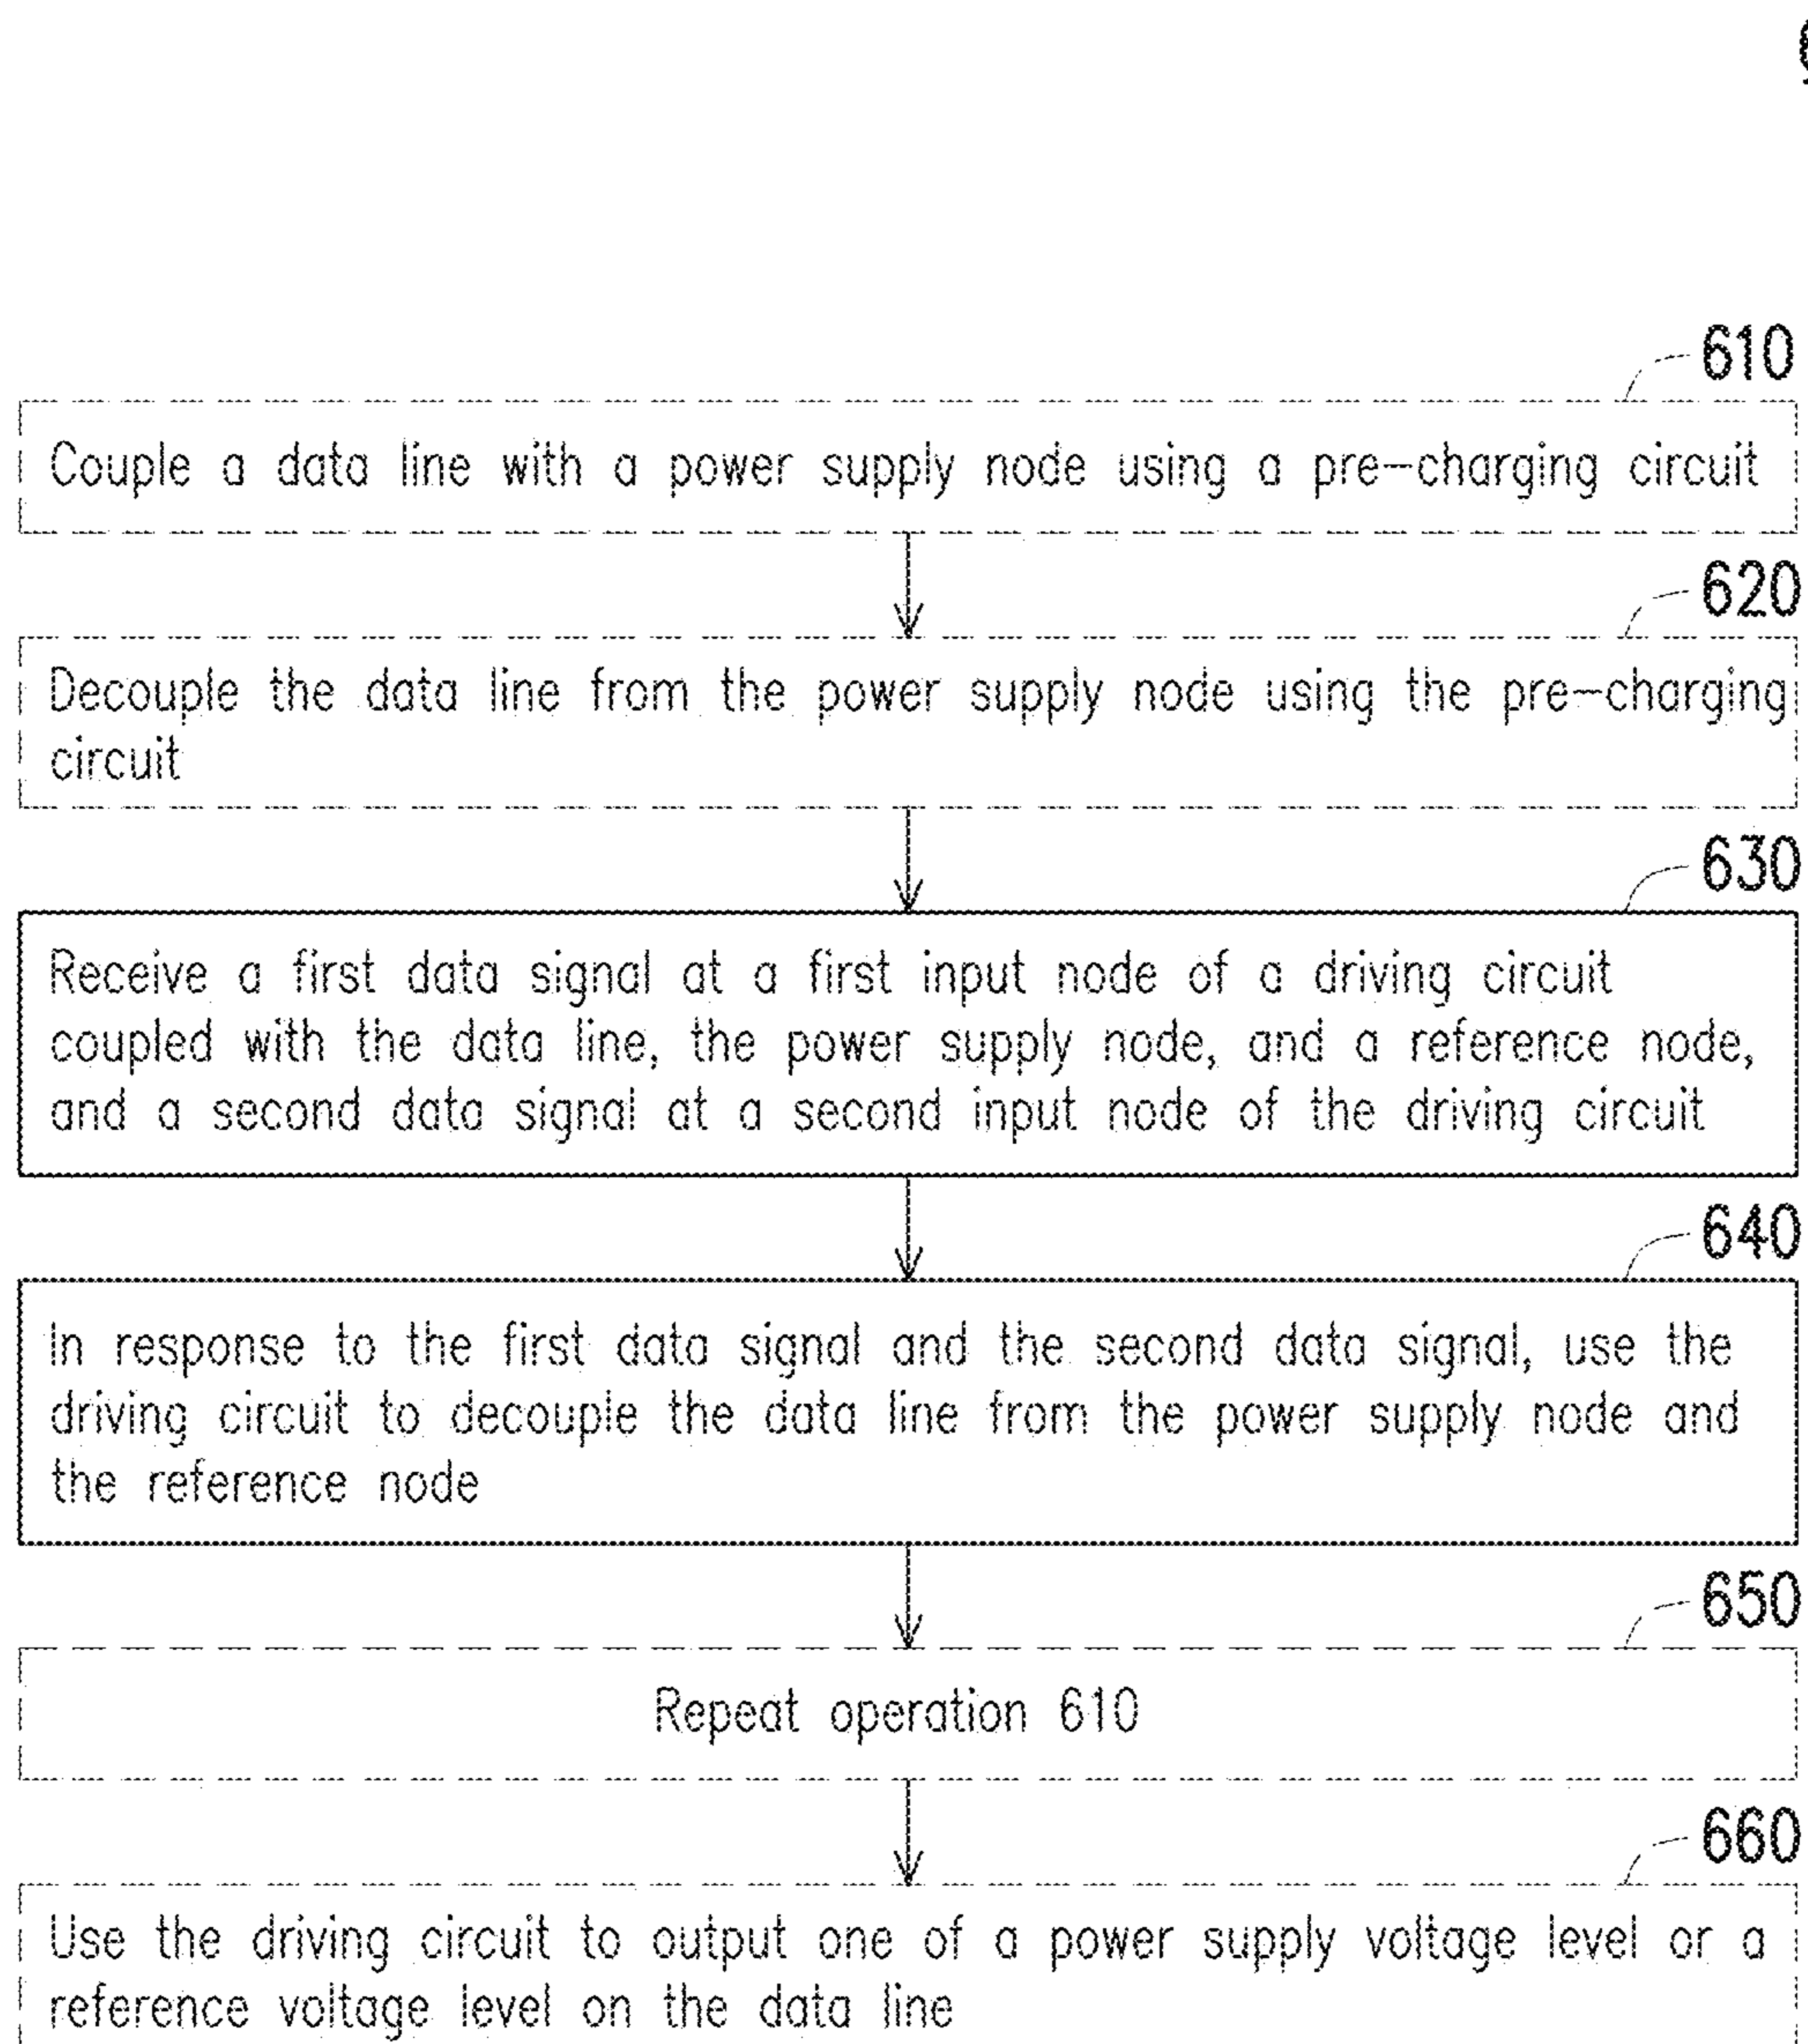 610
Couple a data line with a power supply node using a pre-charging circuit
620
Decouple the data line from the power supply node using the pre-charging
circuit
630
Receive a first data signal at a first input node of a driving circuit
coupled with the data line, the power supply node, and a reference node,
and a second data signal at a second input node of the driving circuit
640
In response to the first data signal and the second data signal, use the
driving circuit to decouple the data line from the power supply node and
the reference node
650
Repeat operation 610
660
Use the driving circuit to output one of a power supply voltage level or a
reference voltage level on the data line